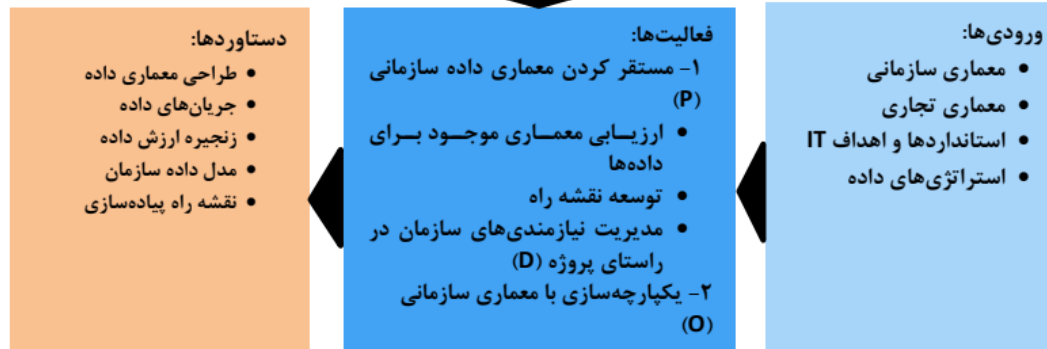 ورودی‌ها:
• معماری سازمانی
• معماری تجاری
• استانداردها و اهداف IT
• استراتژی‌های داده
فعالیت‌ها:
۱- مستقر کردن معماری داده سازمانی
(P)
• ارزیابی معماری موجود برای
داده‌ها
• توسعه نقشه راه
• مدیریت نیازمندی‌های سازمان در
راستای پروژه (D)
۲- یکپارچه‌سازی با معماری سازمانی
(O)
دستاوردها:
• طراحی معماری داده
• جریان‌های داده
• زنجیره ارزش داده
• مدل داده سازمان
• نقشه راه پیاده‌سازی